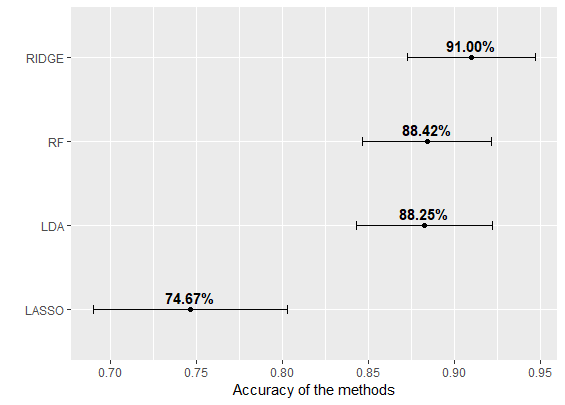 RIDGE
91.00%
RF
88.42%
LDA
88.25%
LASSO
74.67%
0.70 0.75 0.80 0.85 0.90 0.95
Accuracy of the methods